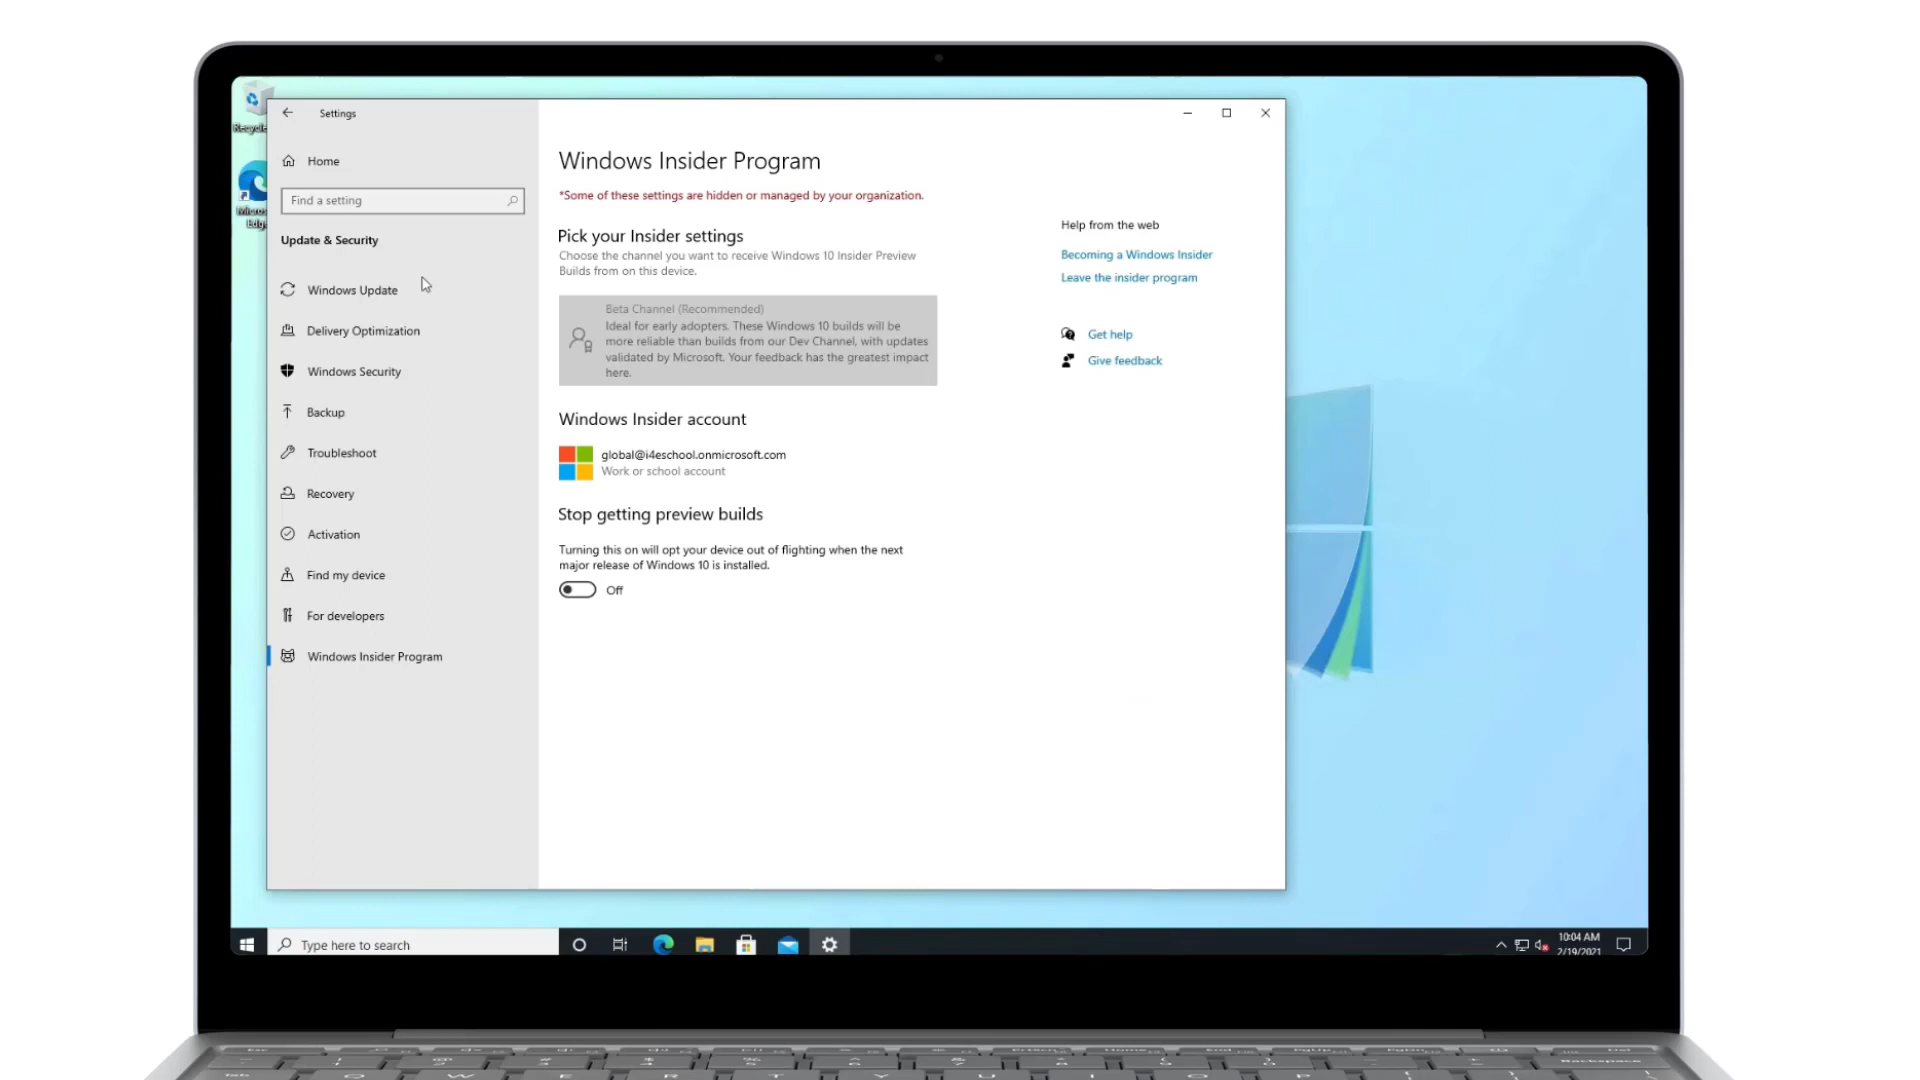 Recycle
Micros
Edg
Settings
Home
Find a setting
Update & Security
Windows Update
Delivery Optimization
Windows Security
Backup
Troubleshoot
Recovery
Activation
Find my device
For developers
Windows Insider Program
Windows Insider Program
*Some of these settings are hidden or managed by your organization.
Pick your Insider settings
Choose the channel you want to receive Windows 10 Insider Preview
Builds from on this device.
Beta Channel (Recommended)
Ideal for early adopters. These Windows 10 builds will be
more reliable than builds from our Dev Channel, with updates
validated by Microsoft. Your feedback has the greatest impact
here.
Windows Insider account
global@i4eschool.onmicrosoft.com
Work or school account
Stop getting preview builds
Turning this on will opt your device out of flighting when the next
major release of Windows 10 is installed.
Off
Help from the web
Becoming a Windows Insider
Leave the insider program
Get help
Give feedback
Type here to search
10:04 AM
2/19/2021